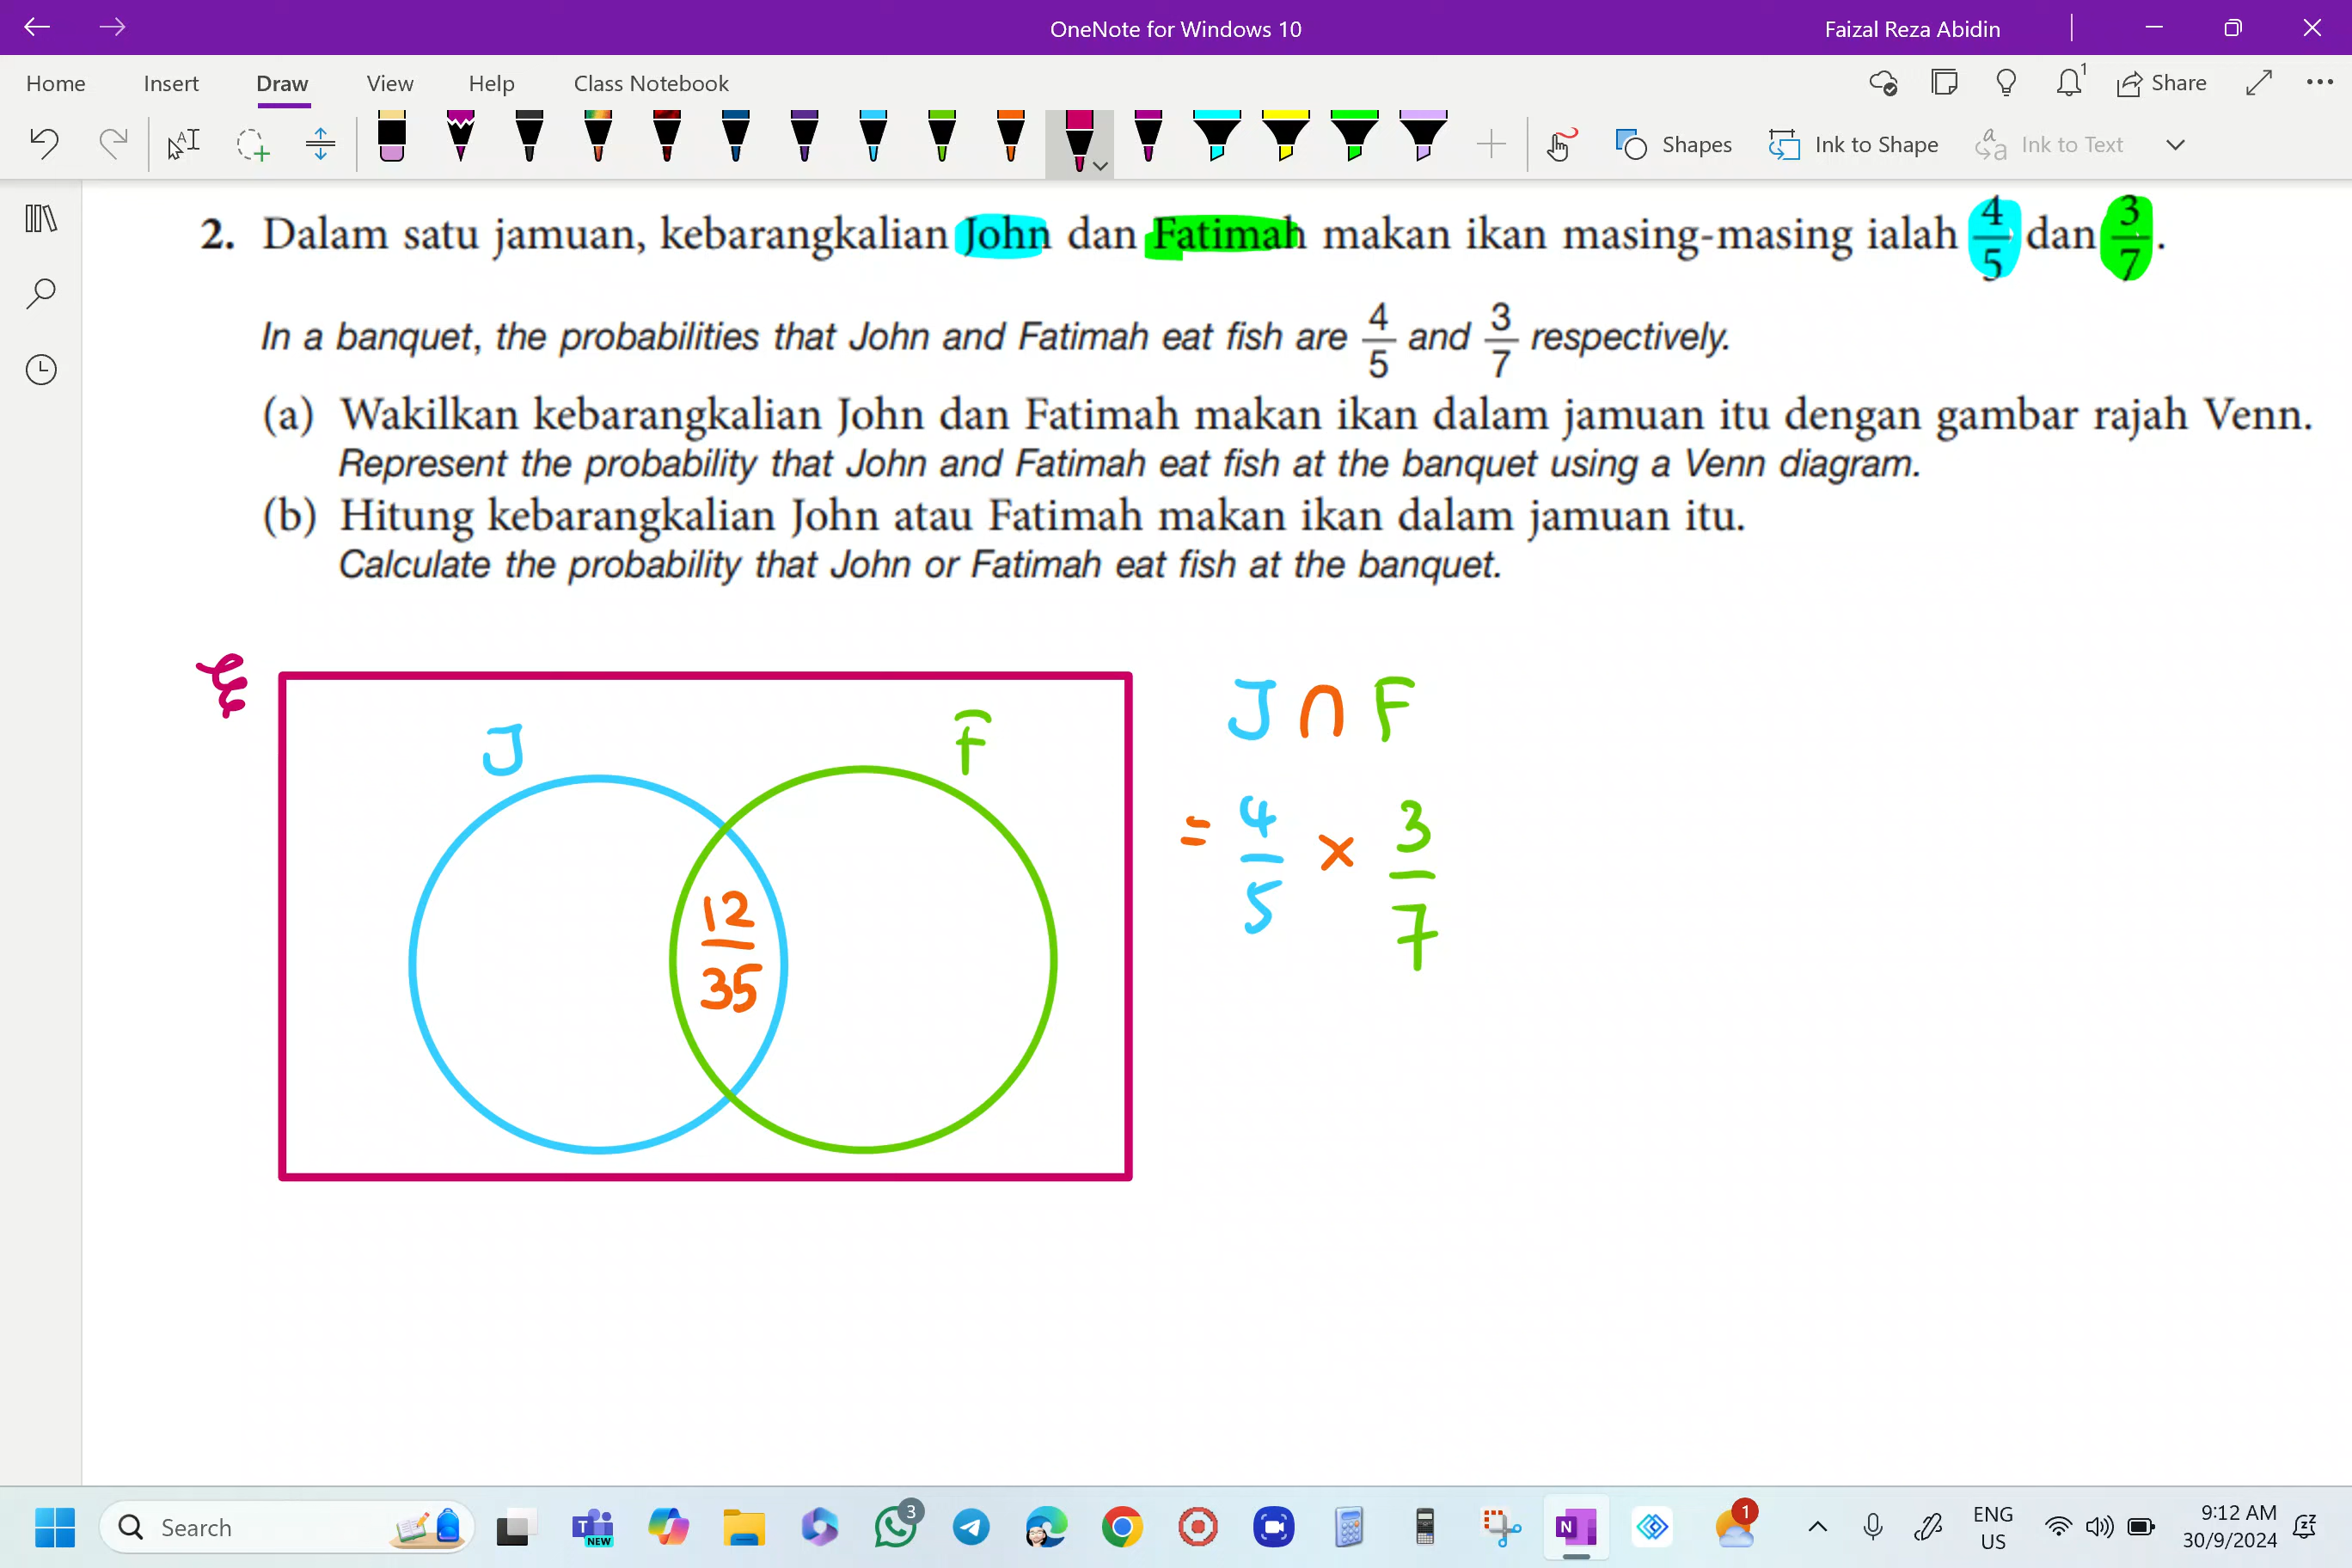 OneNote for Windows 10
Faizal Reza Abidin
Home Insert Draw View Help Class Notebook
1
Share
Shapes Ink to Shape Ink to Text
2. Dalam satu jamuan, kebarangkalian John dan Fatimah makan ikan masing-masing ialah 4/5 dan 3/7.
In a banquet, the probabilities that John and Fatimah eat fish are 4/5 and 3/7 respectively.
(a) Wakilkan kebarangkalian John dan Fatimah makan ikan dalam jamuan itu dengan gambar rajah Venn.
Represent the probability that John and Fatimah eat fish at the banquet using a Venn diagram.
(b) Hitung kebarangkalian John atau Fatimah makan ikan dalam jamuan itu.
Calculate the probability that John or Fatimah eat fish at the banquet.
ξ
J F
12/35
J ∩ F
= 4/5 × 3/7
Search
NEW
3
1
ENG
US
9:12 AM
30/9/2024